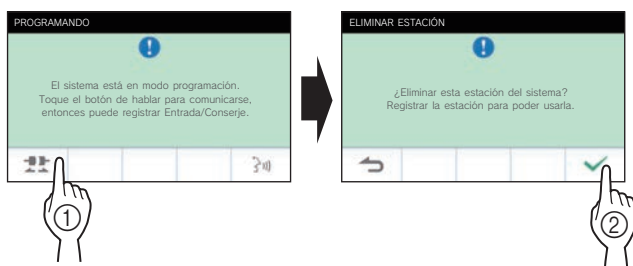 PROGRAMANDO
El sistema está en modo programación.
Toque el botón de hablar para comunicarse,
entonces puede registrar Entrada/Conserje.
①
ELIMINAR ESTACIÓN
¿Eliminar esta estación del sistema?
Registrar la estación para poder usarla.
②